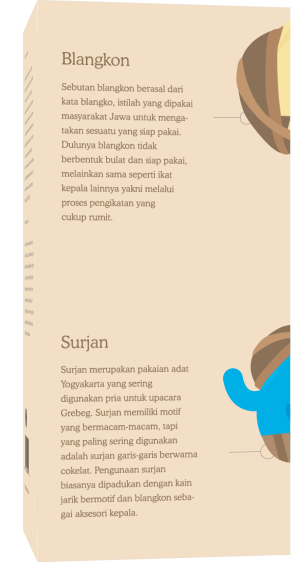 Blangkon
Sebutan blangkon berasal dari
kata blangko, istilah yang dipakai
masyarakat Jawa untuk menga-
takan sesuatu yang siap pakai.
Dulunya blangkon tidak
berbentuk bulat dan siap pakai,
melainkan sama seperti ikat
kepala lainnya yakni melalui
proses pengikatan yang
cukup rumit.
Surjan
Surjan merupakan pakaian adat
Yogyakarta yang sering
digunakan pria untuk upacara
Grebeg. Surjan memiliki motif
yang bermacam-macam, tapi
yang paling sering digunakan
adalah surjan garis-garis berwarna
cokelat. Pengunaan surjan
biasanya dipadukan dengan kain
jarik bermotif dan blangkon seba-
gai aksesori kepala.